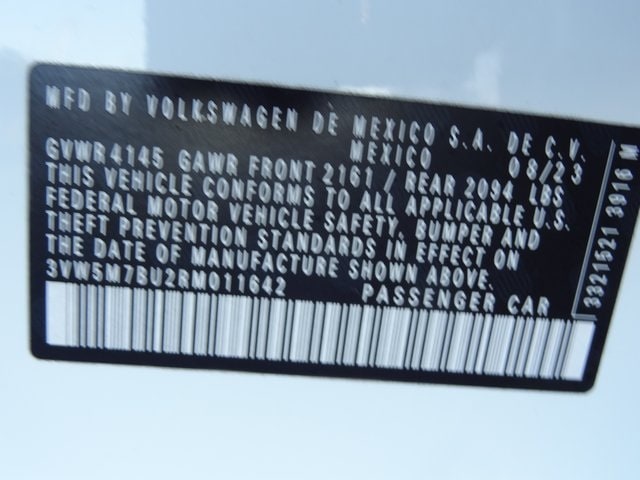 MFD BY VOLKSWAGEN DE MEXICO S.A. DE C.V.
MEXICO 08/23
GVWR 4145 GAWR FRONT 2161 / REAR 2094 LBS
THIS VEHICLE CONFORMS TO ALL APPLICABLE U.S.
FEDERAL MOTOR VEHICLE SAFETY, BUMPER AND
THEFT PREVENTION STANDARDS IN EFFECT ON
THE DATE OF MANUFACTURE SHOWN ABOVE.
3VW5M7BU2RM011642 PASSENGER CAR
3321521 3916 M